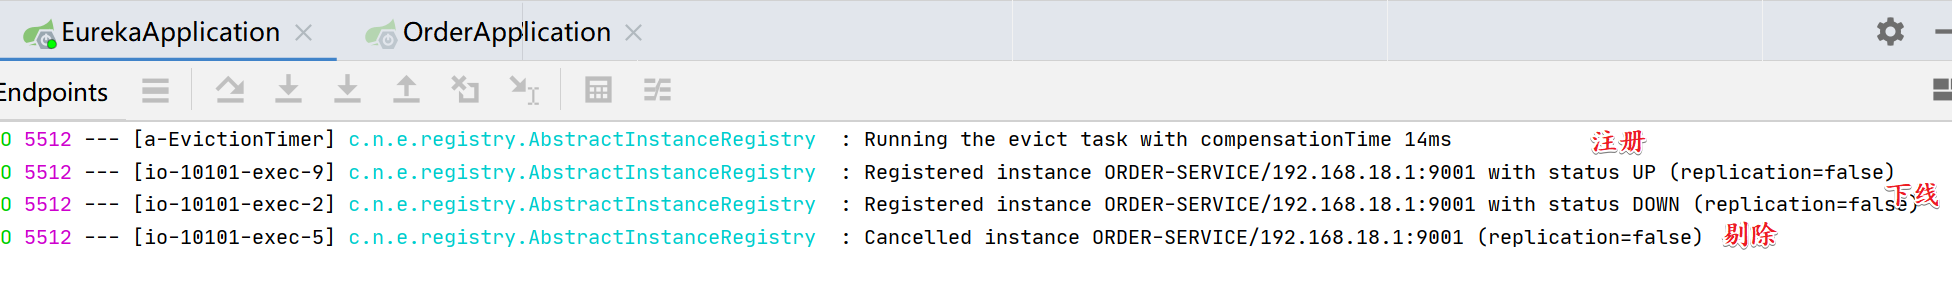 EurekaApplication OrderApplication
Endpoints
O 5512 --- [a-EvictionTimer] c.n.e.registry.AbstractInstanceRegistry : Running the evict task with compensationTime 14ms 注册
O 5512 --- [io-10101-exec-9] c.n.e.registry.AbstractInstanceRegistry : Registered instance ORDER-SERVICE/192.168.18.1:9001 with status UP (replication=false)
O 5512 --- [io-10101-exec-2] c.n.e.registry.AbstractInstanceRegistry : Registered instance ORDER-SERVICE/192.168.18.1:9001 with status DOWN (replication=false) 下线
O 5512 --- [io-10101-exec-5] c.n.e.registry.AbstractInstanceRegistry : Cancelled instance ORDER-SERVICE/192.168.18.1:9001 (replication=false) 剔除